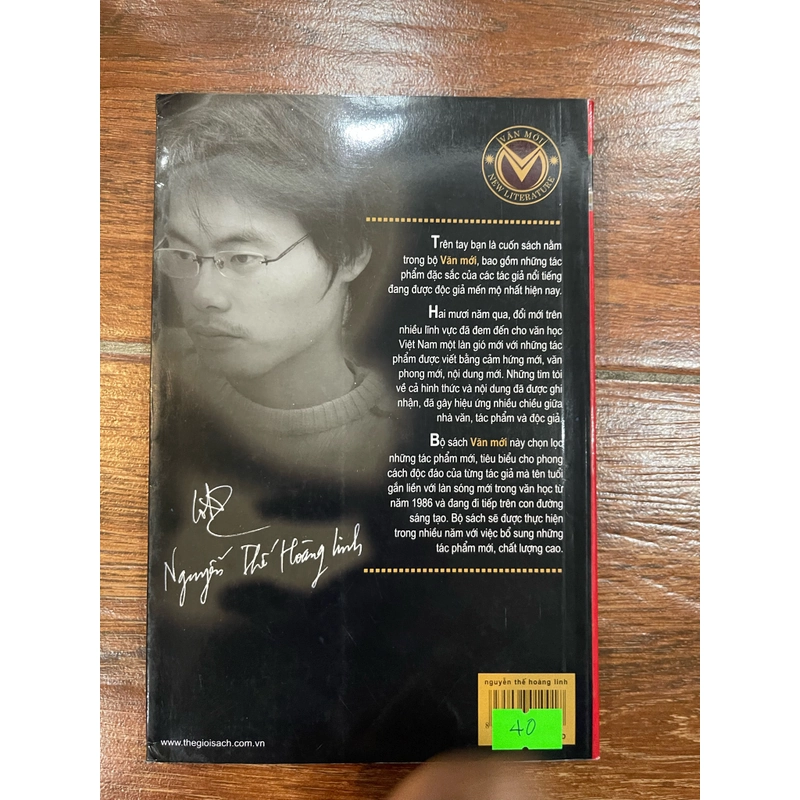 VĂN MỚI
NEW LITERATURE
Trên tay bạn là cuốn sách nằm
trong bộ Văn mới, bao gồm những tác
phẩm đặc sắc của các tác giả nổi tiếng
đang được độc giả mến mộ nhất hiện nay.
Hai mươi năm qua, đổi mới trên
nhiều lĩnh vực đã đem đến cho văn học
Việt Nam một làn gió mới với những tác
phẩm được viết bằng cảm hứng mới, văn
phong mới, nội dung mới. Những tìm tòi
về cả hình thức và nội dung đã được ghi
nhận, đã gây hiệu ứng nhiều chiều giữa
nhà văn, tác phẩm và độc giả.
Bộ sách Văn mới này chọn lọc
những tác phẩm mới, tiêu biểu cho phong
cách độc đáo của từng tác giả mà tên tuổi
gắn liền với làn sóng mới trong văn học từ
năm 1986 và đang đi tiếp trên con đường
sáng tạo. Bộ sách sẽ được thực hiện
trong nhiều năm với việc bổ sung những
tác phẩm mới, chất lượng cao.
Nguyễn Thế Hoàng Linh
nguyễn thế hoàng linh
40
www.thegioisach.com.vn